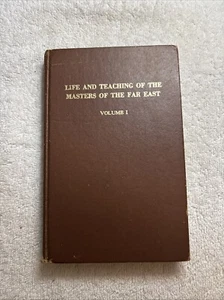 LIFE AND TEACHING OF THE
MASTERS OF THE FAR EAST
VOLUME I